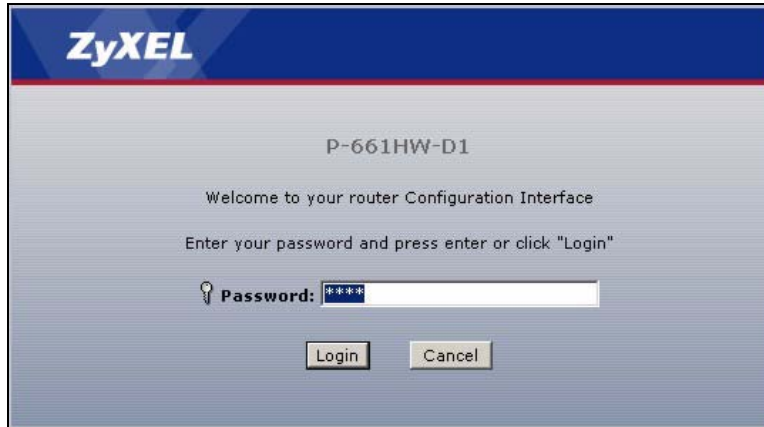 ZyXEL
P-661HW-D1
Welcome to your router Configuration Interface
Enter your password and press enter or click "Login"
Password: ****
Login Cancel